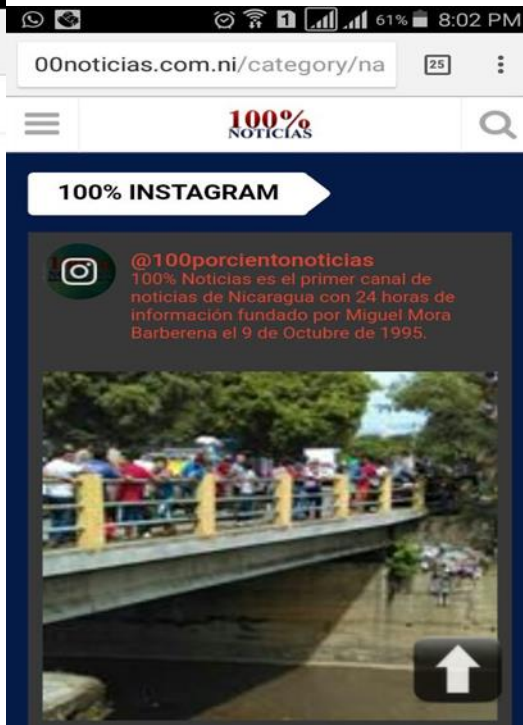 1
61%
8:02 PM
00noticias.com.ni/category/na
25
100%
NOTICIAS
100% INSTAGRAM
@100porcientonoticias
100% Noticias es el primer canal de
noticias de Nicaragua con 24 horas de
información fundado por Miguel Mora
Barberena el 9 de Octubre de 1995.